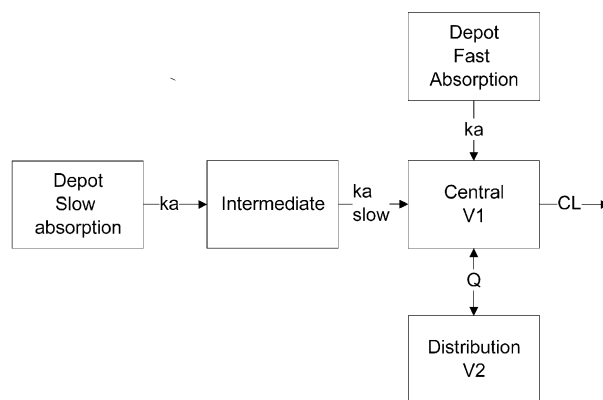 Depot
Fast
Absorption
ka
Depot
Slow
absorption
ka
Intermediate
ka
slow
Central
V1
CL
Q
Distribution
V2